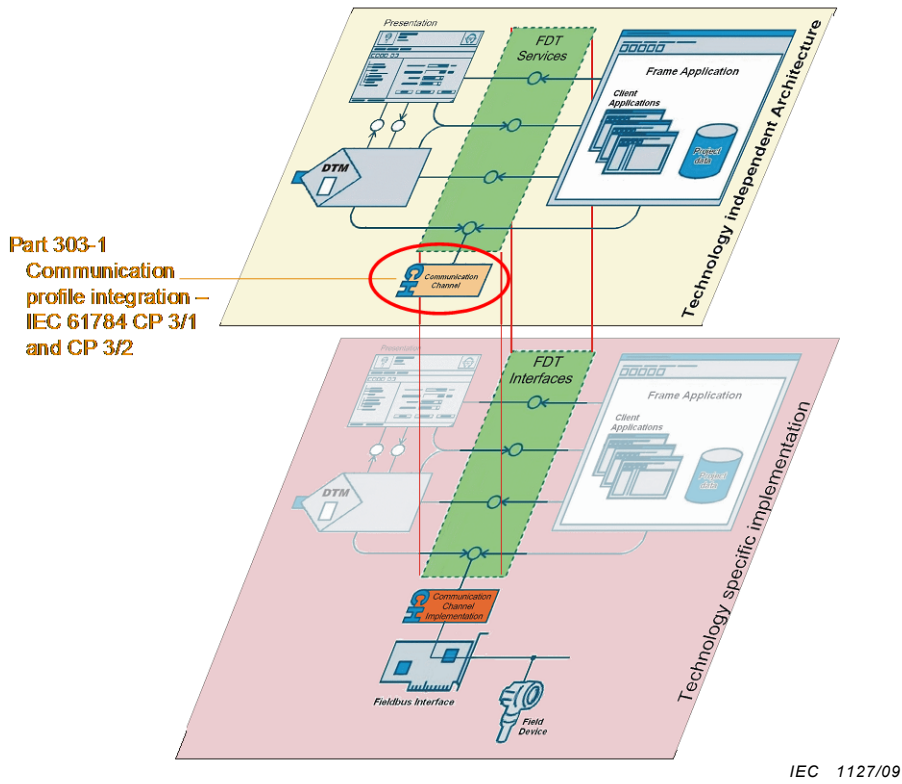 Presentation
FDT
Services
Frame Application
Client
Applications
Project
data
DTM
Technology independent Architecture
CH
Communication
Channel
Part 303-1
Communication
profile integration –
IEC 61784 CP 3/1
and CP 3/2
Presentation
FDT
Interfaces
Frame Application
Client
Applications
Project
data
DTM
Technology specific implementation
CH
Communication
Channel
Implementation
Fieldbus Interface
Field
Device
IEC 1127/09